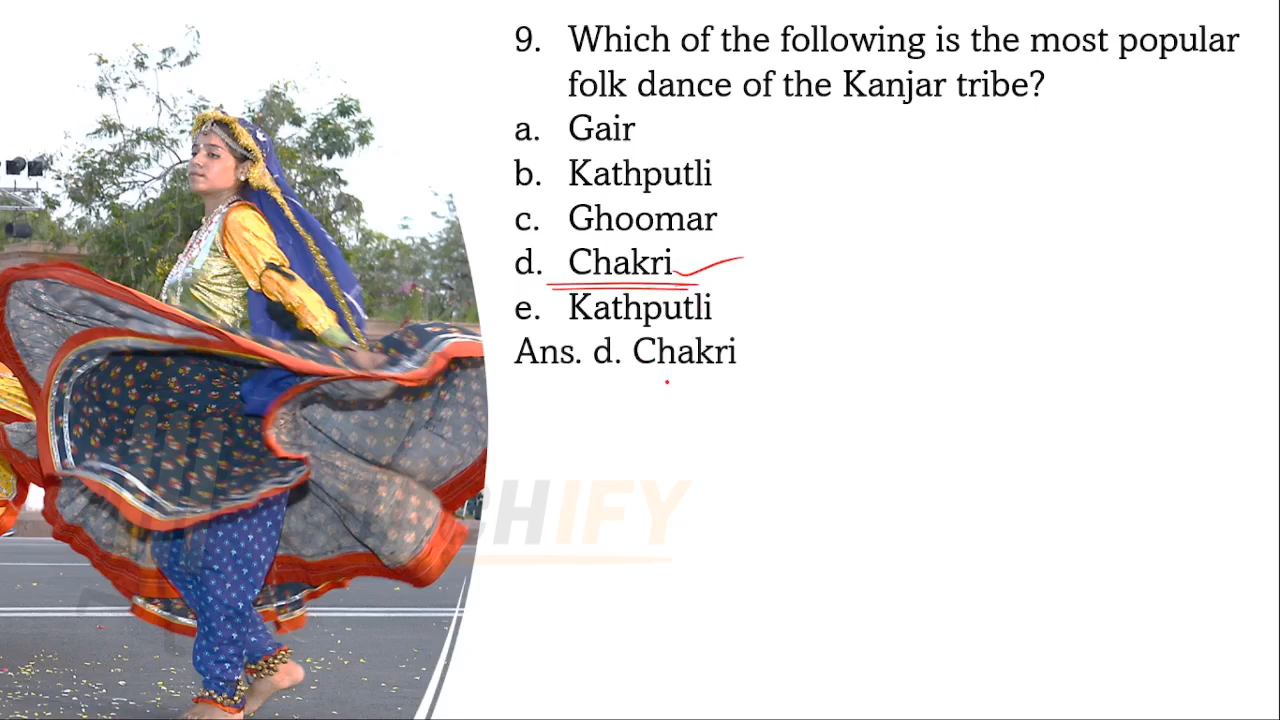 9. Which of the following is the most popular
folk dance of the Kanjar tribe?
a. Gair
b. Kathputli
c. Ghoomar
d. Chakri
e. Kathputli
Ans. d. Chakri